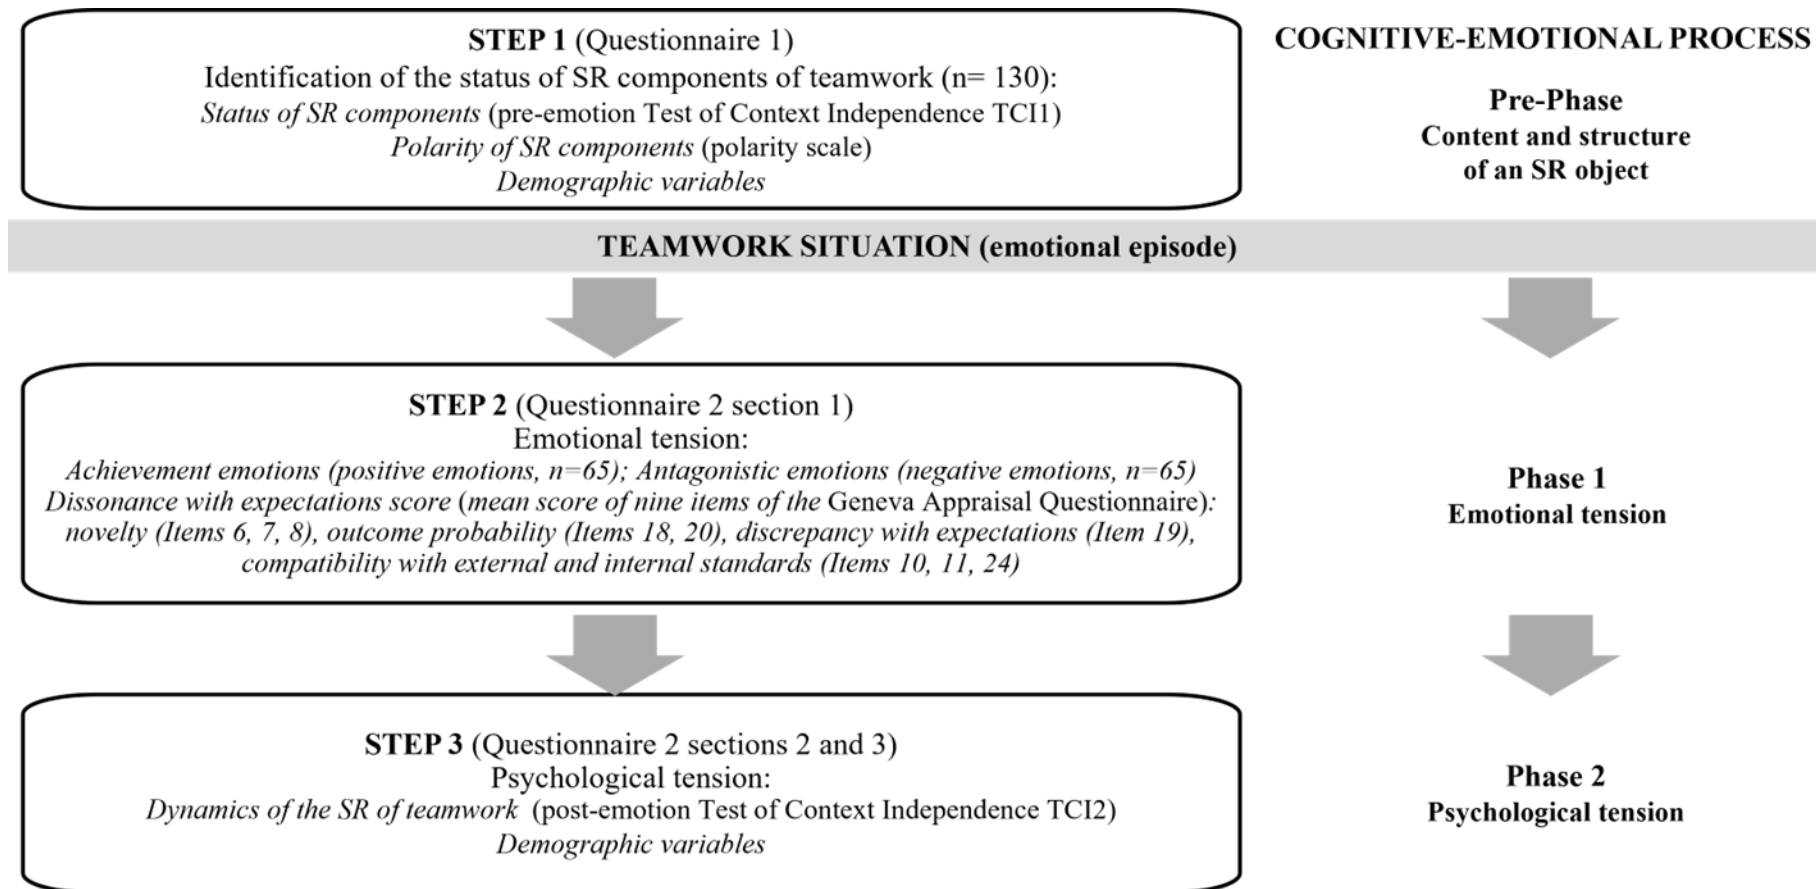 STEP 1 (Questionnaire 1)
Identification of the status of SR components of teamwork (n= 130):
Status of SR components (pre-emotion Test of Context Independence TCI1)
Polarity of SR components (polarity scale)
Demographic variables
COGNITIVE-EMOTIONAL PROCESS
Pre-Phase
Content and structure
of an SR object
TEAMWORK SITUATION (emotional episode)
STEP 2 (Questionnaire 2 section 1)
Emotional tension:
Achievement emotions (positive emotions, n=65); Antagonistic emotions (negative emotions, n=65)
Dissonance with expectations score (mean score of nine items of the Geneva Appraisal Questionnaire):
novelty (Items 6, 7, 8), outcome probability (Items 18, 20), discrepancy with expectations (Item 19),
compatibility with external and internal standards (Items 10, 11, 24)
Phase 1
Emotional tension
STEP 3 (Questionnaire 2 sections 2 and 3)
Psychological tension:
Dynamics of the SR of teamwork (post-emotion Test of Context Independence TCI2)
Demographic variables
Phase 2
Psychological tension